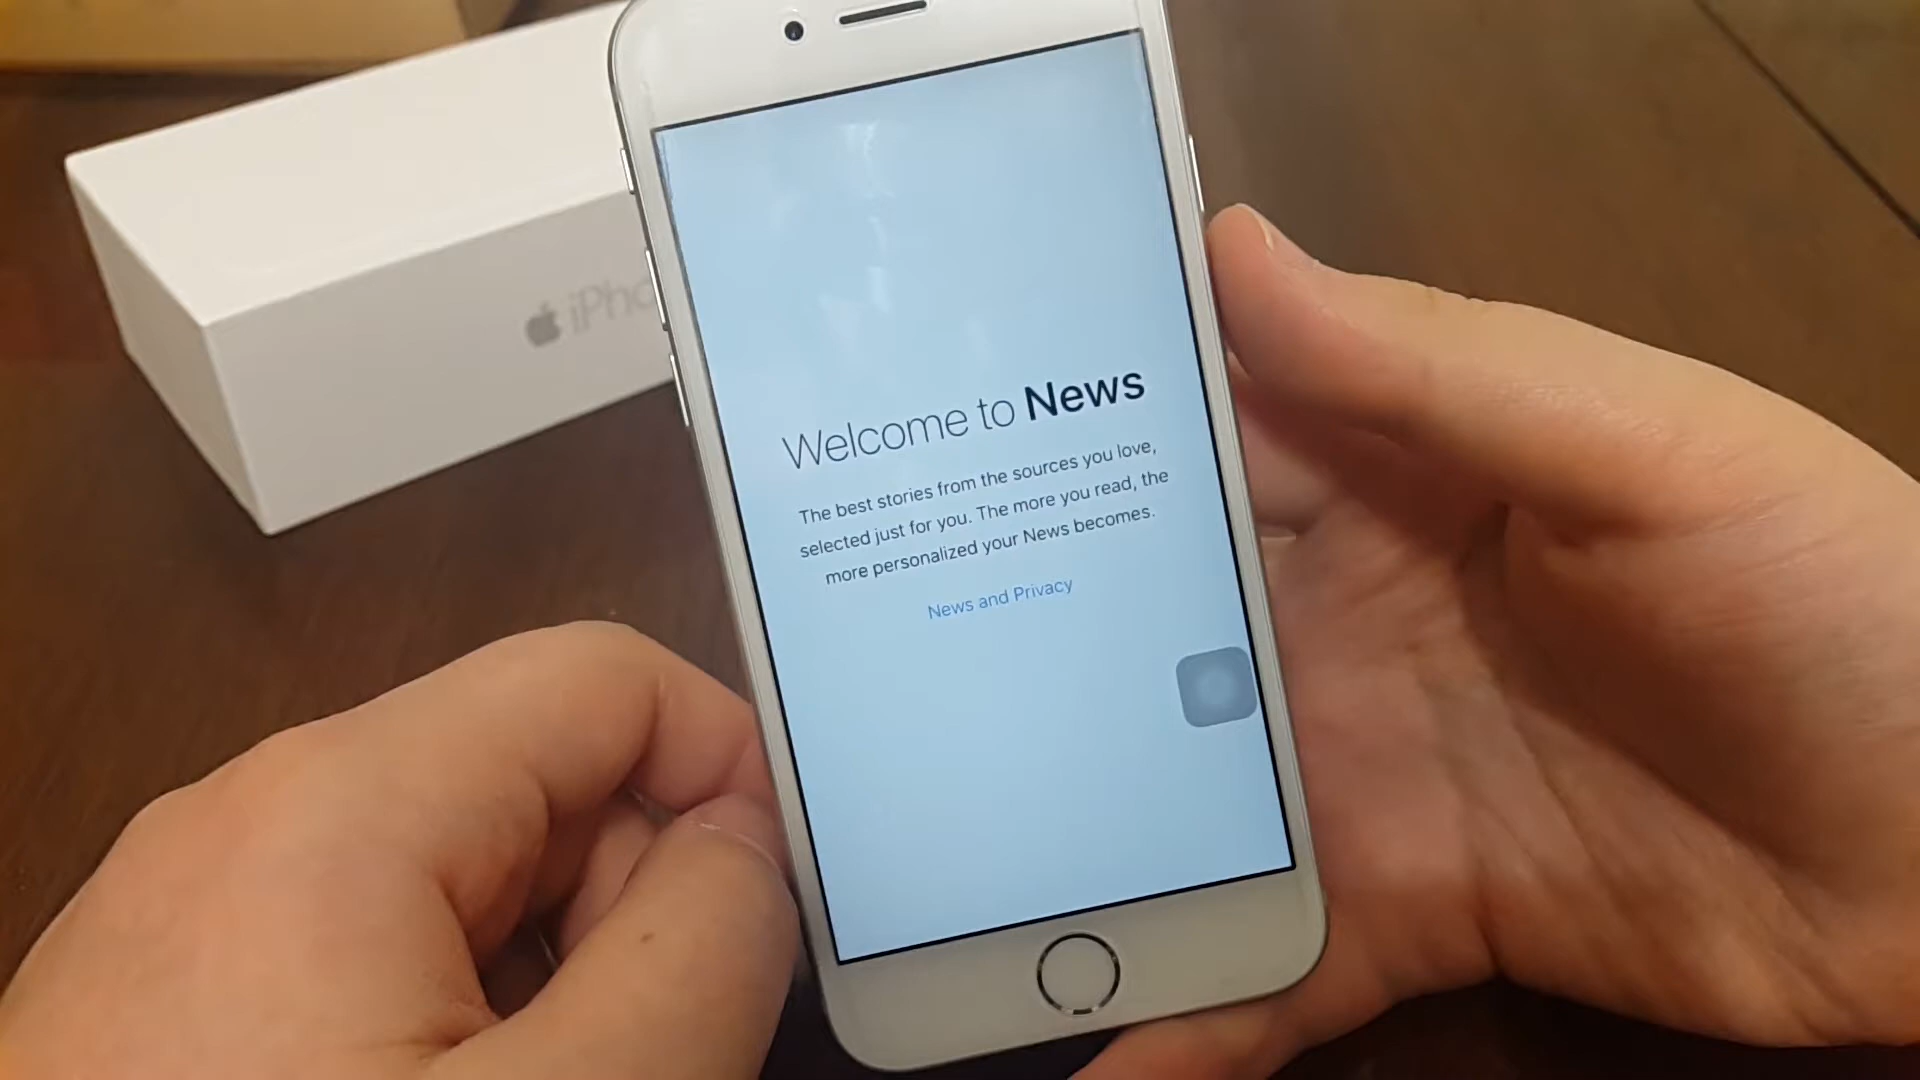 Welcome to News
The best stories from the sources you love,
selected just for you. The more you read, the
more personalized your News becomes.
News and Privacy
iPho